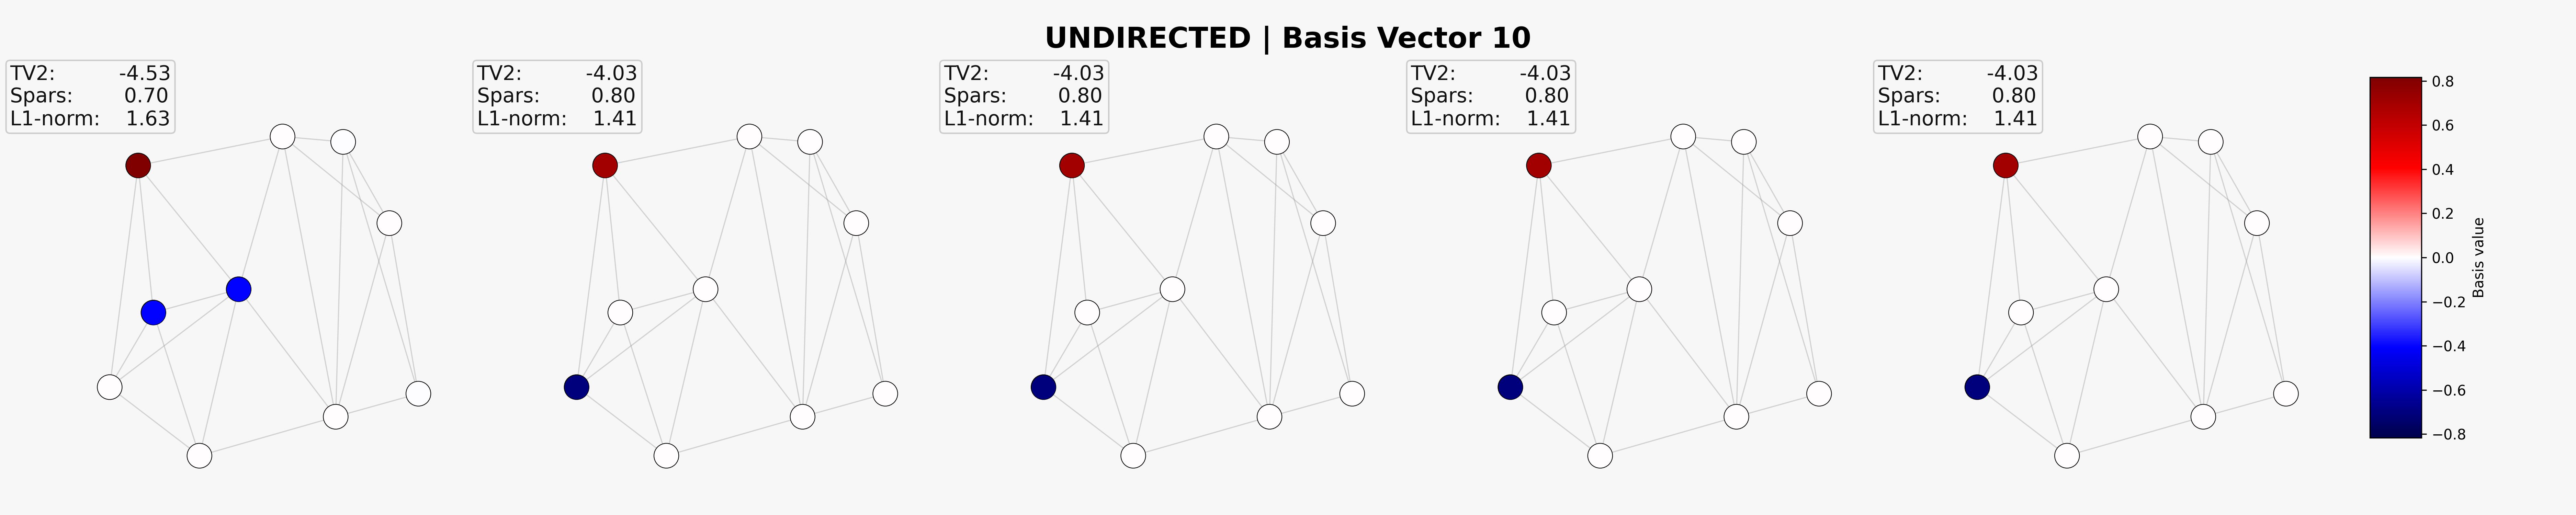 UNDIRECTED | Basis Vector 10
TV2: -4.53
Spars: 0.70
L1-norm: 1.63
TV2: -4.03
Spars: 0.80
L1-norm: 1.41
TV2: -4.03
Spars: 0.80
L1-norm: 1.41
TV2: -4.03
Spars: 0.80
L1-norm: 1.41
TV2: -4.03
Spars: 0.80
L1-norm: 1.41
0.8
0.6
0.4
0.2
0.0
−0.2
−0.4
−0.6
−0.8
Basis value